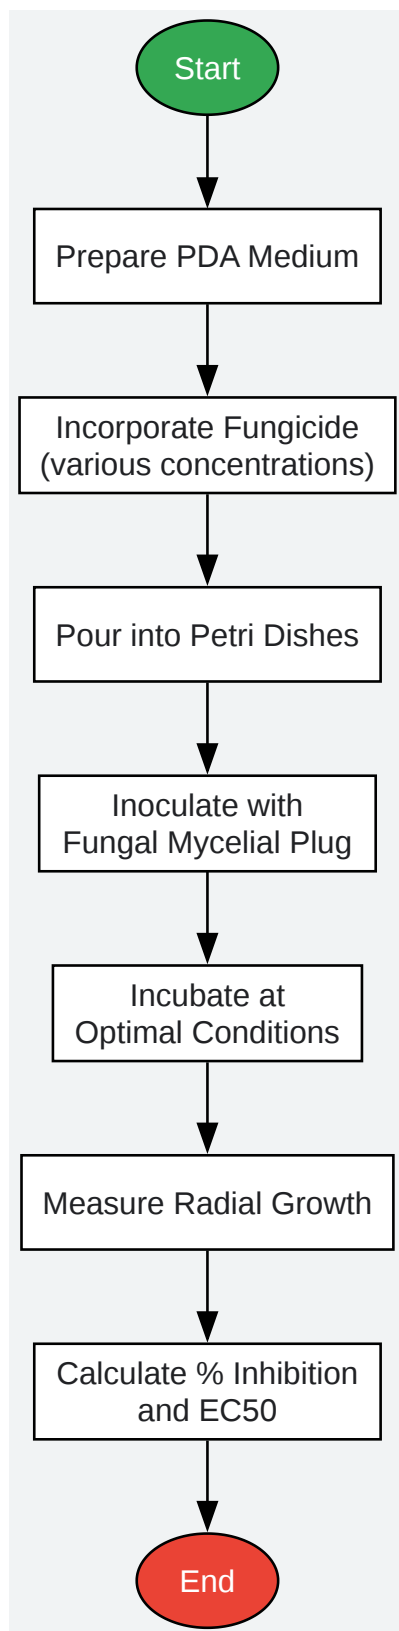 Start
Prepare PDA Medium
Incorporate Fungicide
(various concentrations)
Pour into Petri Dishes
Inoculate with
Fungal Mycelial Plug
Incubate at
Optimal Conditions
Measure Radial Growth
Calculate % Inhibition
and EC50
End